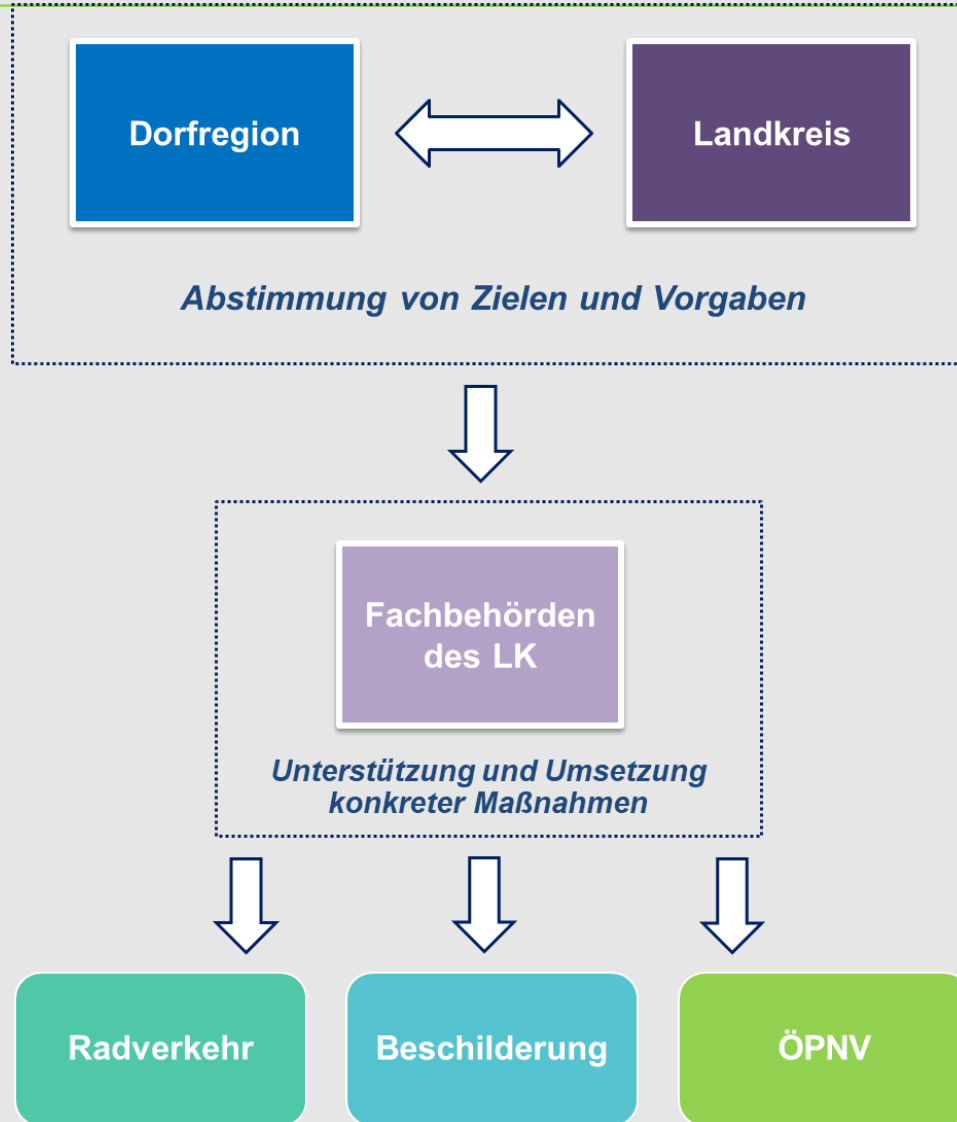 Dorfregion
Landkreis
Abstimmung von Zielen und Vorgaben
Fachbehörden
des LK
Unterstützung und Umsetzung
konkreter Maßnahmen
Radverkehr
Beschilderung
ÖPNV